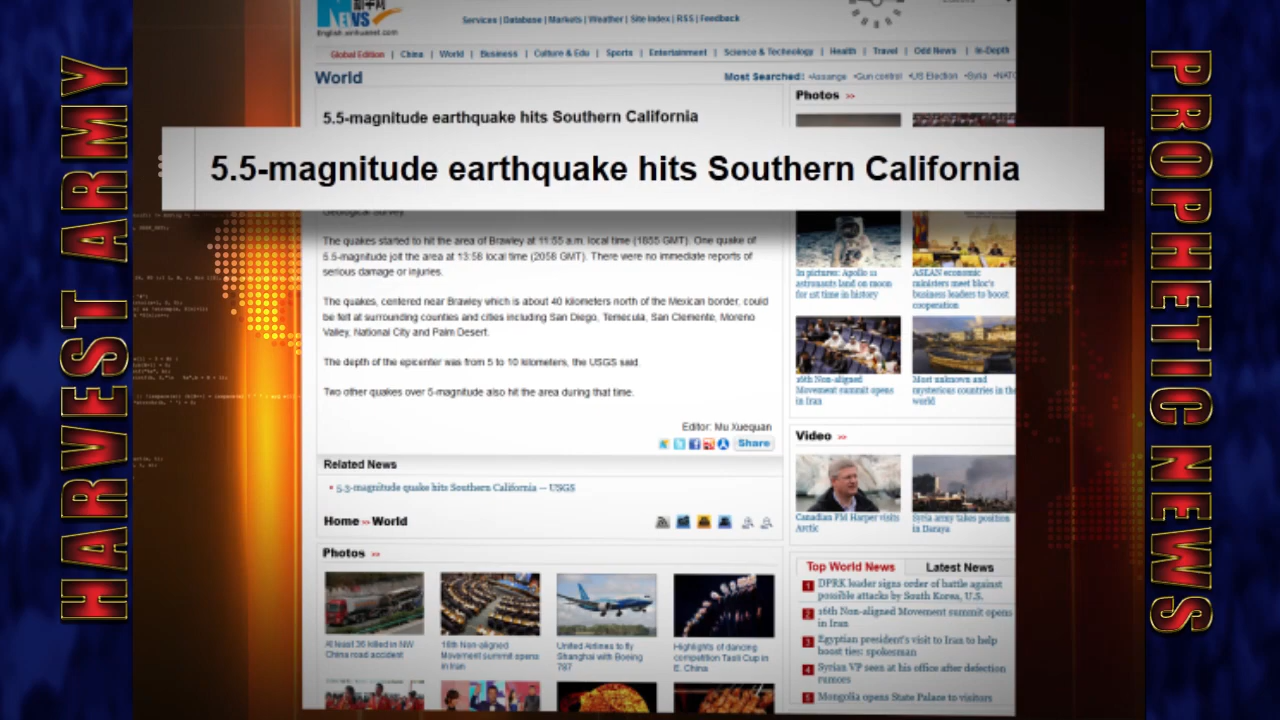 HARVEST ARMY
PROPHETIC NEWS
NEWS
English.xinhuanet.com
Services | Database | Markets | Weather | Site Index | RSS | Feedback
Global Edition | China | World | Business | Culture & Edu | Sports | Entertainment | Science & Technology | Health | Travel | Odd News | In-Depth
World
Most Searched: •Assange •Gun control •US Election •Syria •NATO
5.5-magnitude earthquake hits Southern California
5.5-magnitude earthquake hits Southern California
Geological Survey.
The quakes started to hit the area of Brawley at 11:55 a.m. local time (1855 GMT). One quake of
5.5-magnitude jolt the area at 13:58 local time (2058 GMT). There were no immediate reports of
serious damage or injuries.
The quakes, centered near Brawley which is about 40 kilometers north of the Mexican border, could
be felt at surrounding counties and cities including San Diego, Temecula, San Clemente, Moreno
Valley, National City and Palm Desert.
The depth of the epicenter was from 5 to 10 kilometers, the USGS said.
Two other quakes over 5-magnitude also hit the area during that time.
Editor: Mu Xuequan
Share
Related News
• 5.3-magnitude quake hits Southern California -- USGS
Home >> World
Photos >>
At least 36 killed in NW
China road accident
16th Non-aligned
Movement summit opens
in Iran
United Airlines to fly
Shanghai with Boeing
787
Highlights of dancing
competition Taoli Cup in
E. China
Photos >>
In pictures: Apollo 11
astronauts land on moon
for 1st time in history
ASEAN economic
ministers meet bloc's
business leaders to boost
cooperation
16th Non-aligned
Movement summit opens
in Iran
Most unknown and
mysterious countries in the
world
Video >>
Canadian PM Harper visits
Arctic
Syria army takes position
in Daraya
Top World News
Latest News
1 DPRK leader signs order of battle against
possible attacks by South Korea, U.S.
2 16th Non-aligned Movement summit opens
in Iran
3 Egyptian president's visit to Iran to help
boost ties: spokesman
4 Syrian VP seen at his office after defection
rumors
5 Mongolia opens State Palace to visitors